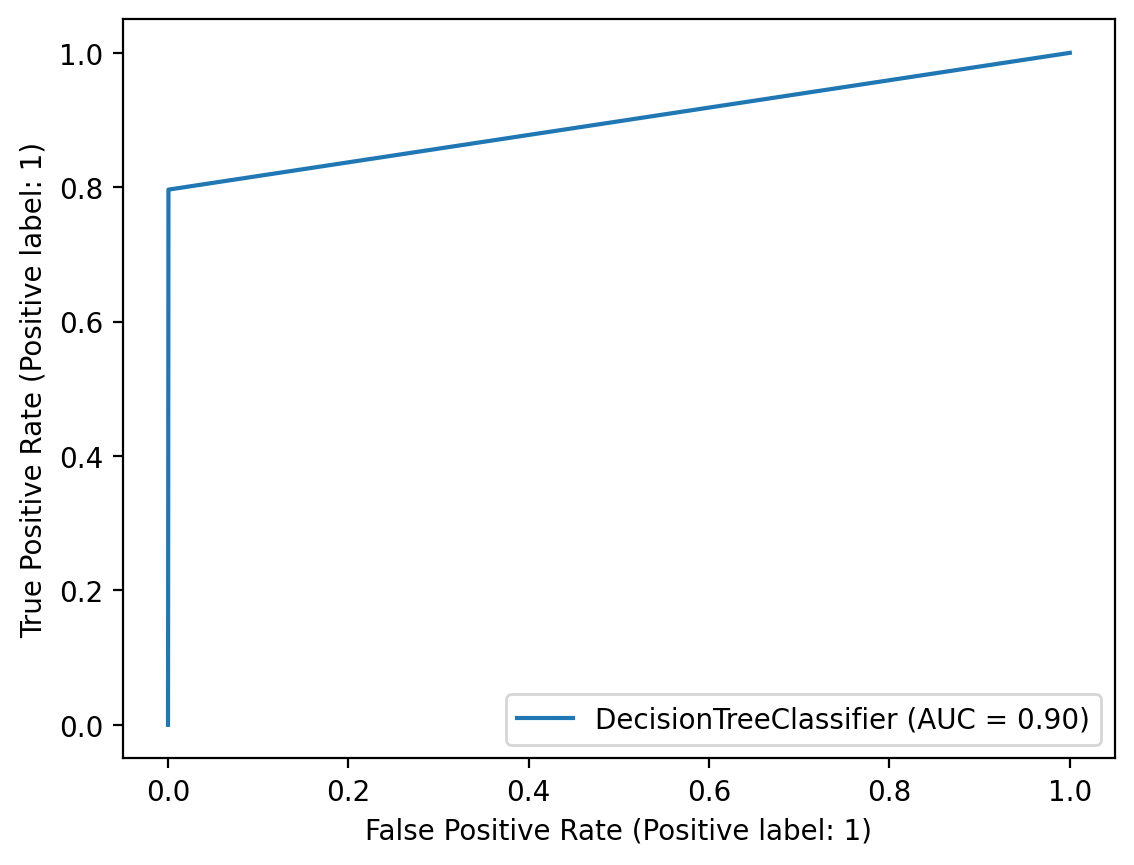 True Positive Rate (Positive label: 1)
1.0
0.8
0.6
0.4
0.2
0.0
DecisionTreeClassifier (AUC = 0.90)
0.0 0.2 0.4 0.6 0.8 1.0
False Positive Rate (Positive label: 1)